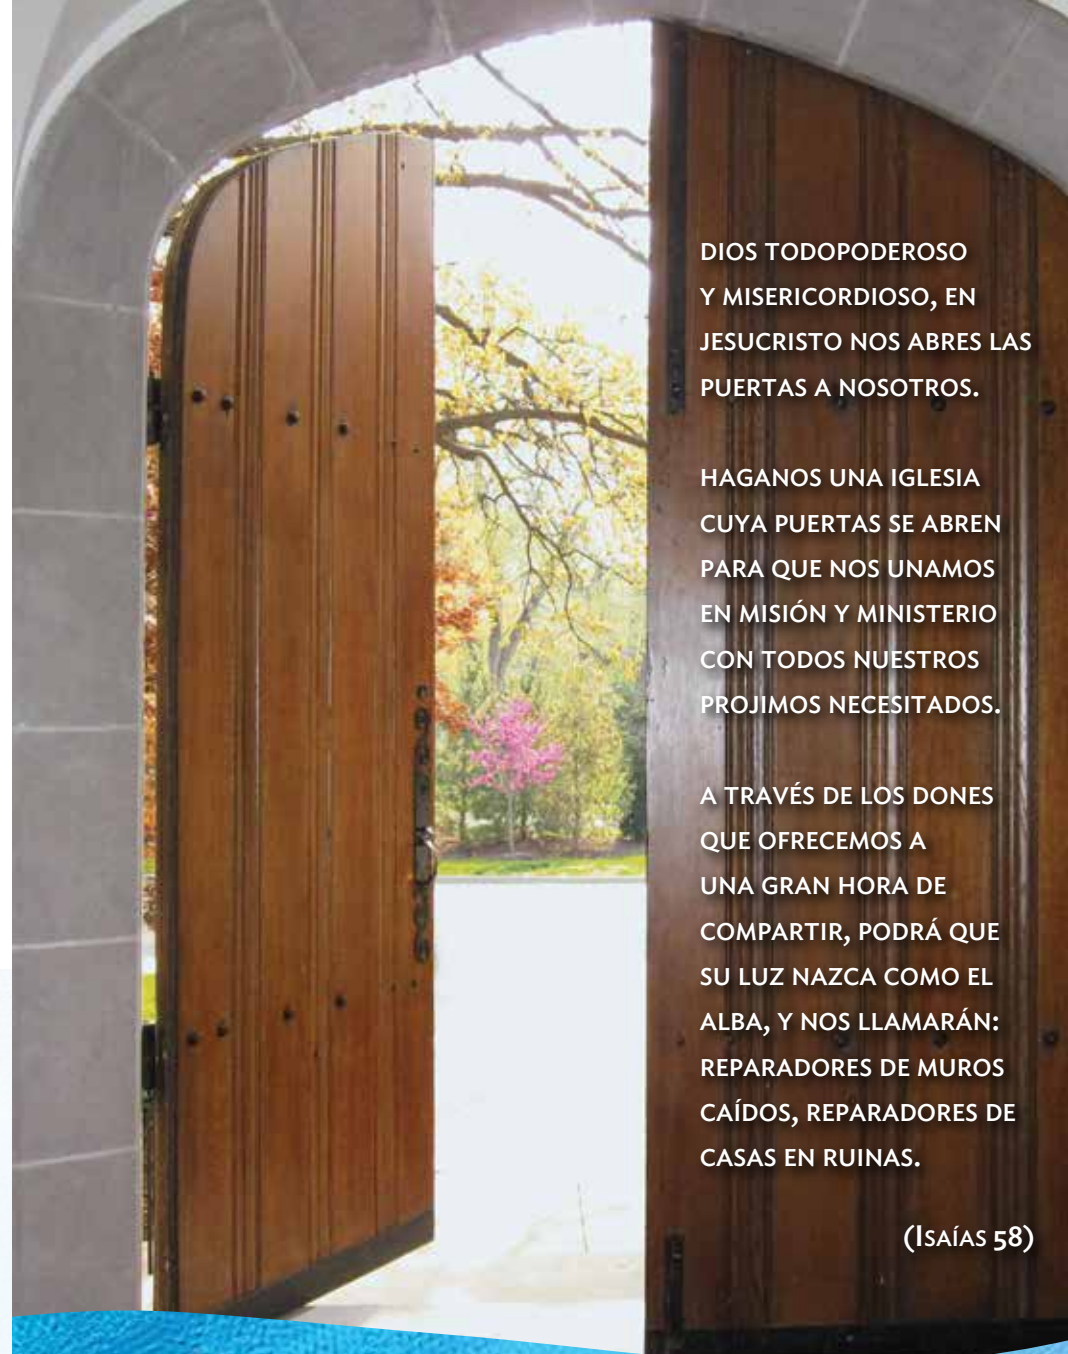 DIOS TODOPODEROSO
Y MISERICORDIOSO, EN
JESUCRISTO NOS ABRES LAS
PUERTAS A NOSOTROS.
HAGANOS UNA IGLESIA
CUYA PUERTAS SE ABREN
PARA QUE NOS UNAMOS
EN MISIÓN Y MINISTERIO
CON TODOS NUESTROS
PROJIMOS NECESITADOS.
A TRAVÉS DE LOS DONES
QUE OFRECEMOS A
UNA GRAN HORA DE
COMPARTIR, PODRÁ QUE
SU LUZ NAZCA COMO EL
ALBA, Y NOS LLAMARÁN:
REPARADORES DE MUROS
CAÍDOS, REPARADORES DE
CASAS EN RUINAS.
(ISAÍAS 58)